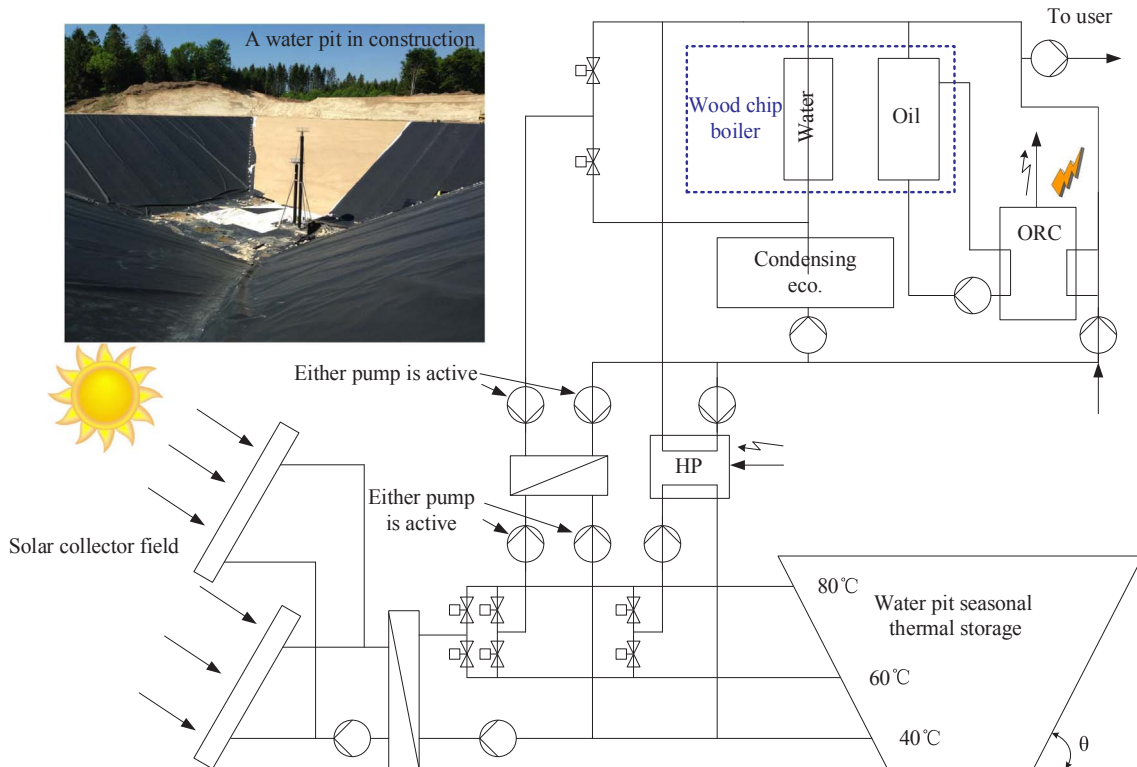 A water pit in construction
To user
Wood chip
boiler
Water
Oil
ORC
Condensing
eco.
Either pump is active
HP
Either pump
is active
Solar collector field
80℃
Water pit seasonal
thermal storage
60℃
40℃
θ